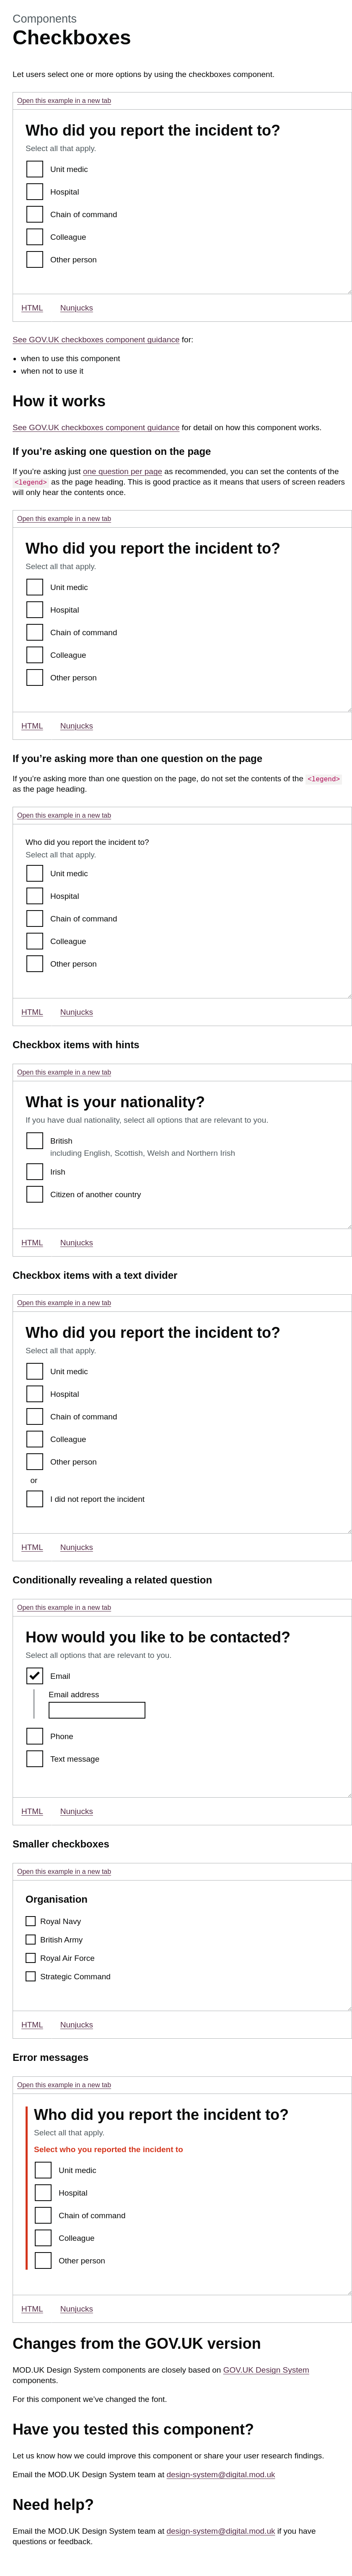 Components
Checkboxes
Let users select one or more options by using the checkboxes component.
Open this example in a new tab
Who did you report the incident to?
Select all that apply.
Unit medic
Hospital
Chain of command
Colleague
Other person
HTML Nunjucks
See GOV.UK checkboxes component guidance for:
• when to use this component
• when not to use it
How it works
See GOV.UK checkboxes component guidance for detail on how this component works.
If you’re asking one question on the page
If you’re asking just one question per page as recommended, you can set the contents of the
<legend> as the page heading. This is good practice as it means that users of screen readers
will only hear the contents once.
Open this example in a new tab
Who did you report the incident to?
Select all that apply.
Unit medic
Hospital
Chain of command
Colleague
Other person
HTML Nunjucks
If you’re asking more than one question on the page
If you’re asking more than one question on the page, do not set the contents of the <legend>
as the page heading.
Open this example in a new tab
Who did you report the incident to?
Select all that apply.
Unit medic
Hospital
Chain of command
Colleague
Other person
HTML Nunjucks
Checkbox items with hints
Open this example in a new tab
What is your nationality?
If you have dual nationality, select all options that are relevant to you.
British
including English, Scottish, Welsh and Northern Irish
Irish
Citizen of another country
HTML Nunjucks
Checkbox items with a text divider
Open this example in a new tab
Who did you report the incident to?
Select all that apply.
Unit medic
Hospital
Chain of command
Colleague
Other person
or
I did not report the incident
HTML Nunjucks
Conditionally revealing a related question
Open this example in a new tab
How would you like to be contacted?
Select all options that are relevant to you.
Email
Email address
Phone
Text message
HTML Nunjucks
Smaller checkboxes
Open this example in a new tab
Organisation
Royal Navy
British Army
Royal Air Force
Strategic Command
HTML Nunjucks
Error messages
Open this example in a new tab
Who did you report the incident to?
Select all that apply.
Select who you reported the incident to
Unit medic
Hospital
Chain of command
Colleague
Other person
HTML Nunjucks
Changes from the GOV.UK version
MOD.UK Design System components are closely based on GOV.UK Design System
components.
For this component we’ve changed the font.
Have you tested this component?
Let us know how we could improve this component or share your user research findings.
Email the MOD.UK Design System team at design-system@digital.mod.uk
Need help?
Email the MOD.UK Design System team at design-system@digital.mod.uk if you have
questions or feedback.